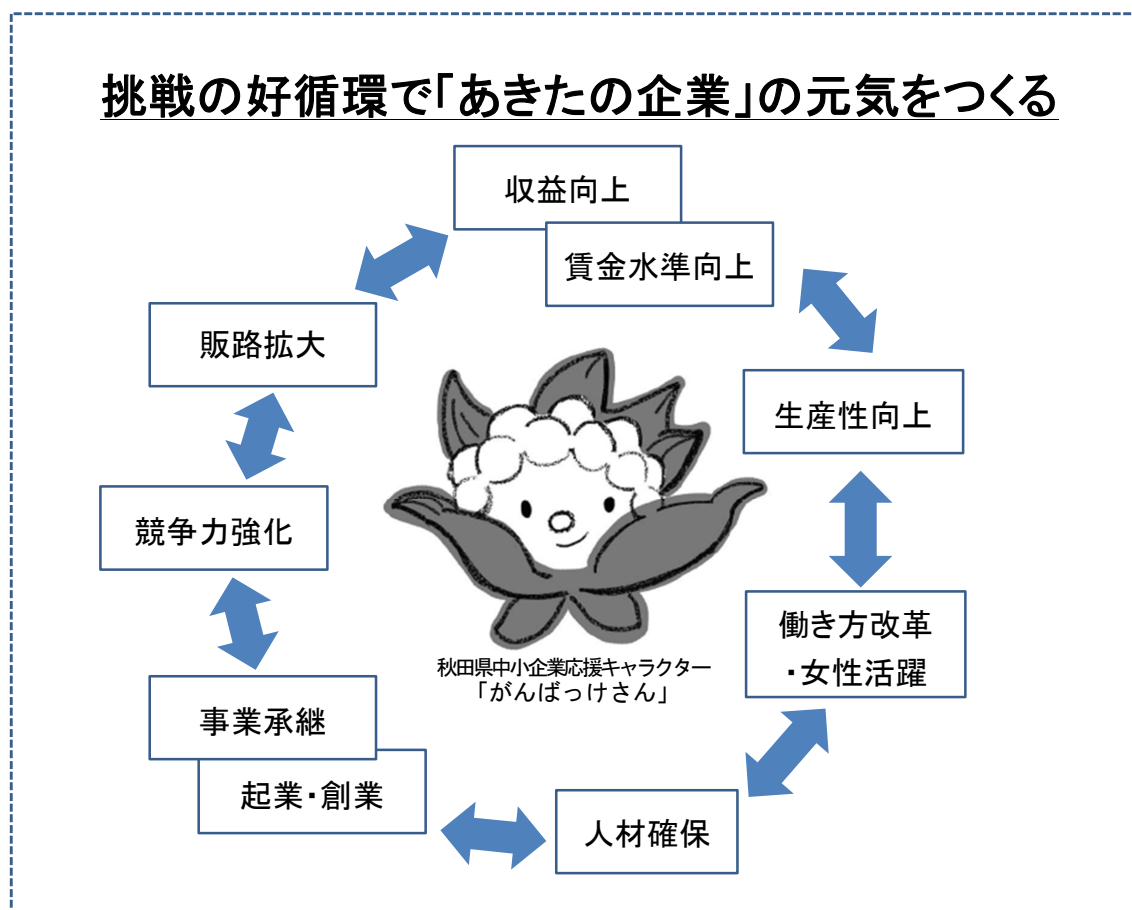 挑戦の好循環で「あきたの企業」の元気をつくる
収益向上
賃金水準向上
販路拡大
生産性向上
競争力強化
働き方改革
・女性活躍
秋田県中小企業応援キャラクター
「がんばっけさん」
事業承継
起業・創業
人材確保